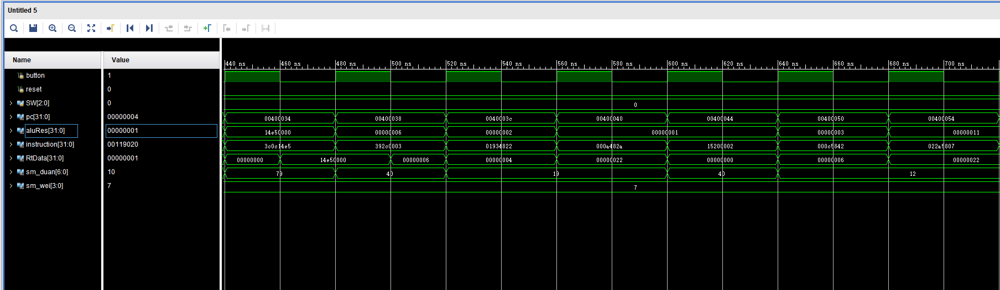 Untitled 5
Name Value
440 ns 460 ns 480 ns 500 ns 520 ns 540 ns 560 ns 580 ns 600 ns 620 ns 640 ns 660 ns 680 ns 700 ns
button 1
reset 0
SW[2:0] 0 0
pc[31:0] 00000004 00400034 00400038 0040003c 00400040 00400044 00400050 00400054
aluRes[31:0] 00000001 14e50000 00000006 00000002 00000001 00000003 00000011
instruction[31:0] 00119020 3c0c14e5 392c0003 01934822 000a482a 15200002 000c5842 022a5807
RtData[31:0] 00000001 00000000 14e50000 00000006 00000004 00000022 00000000 00000006 00000022
sm_duan[6:0] 10 79 40 19 40 12
sm_wei[3:0] 7 7